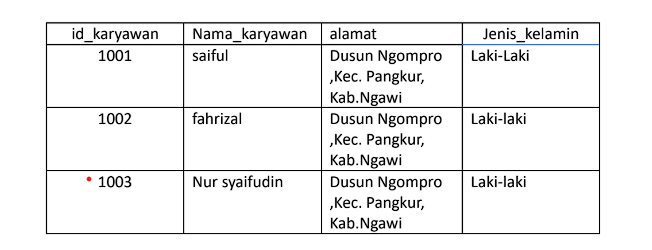 id_karyawan Nama_karyawan alamat Jenis_kelamin
1001 saiful Dusun Ngompro Laki-Laki
,Kec. Pangkur,
Kab.Ngawi
1002 fahrizal Dusun Ngompro Laki-laki
,Kec. Pangkur,
Kab.Ngawi
1003 Nur syaifudin Dusun Ngompro Laki-laki
,Kec. Pangkur,
Kab.Ngawi